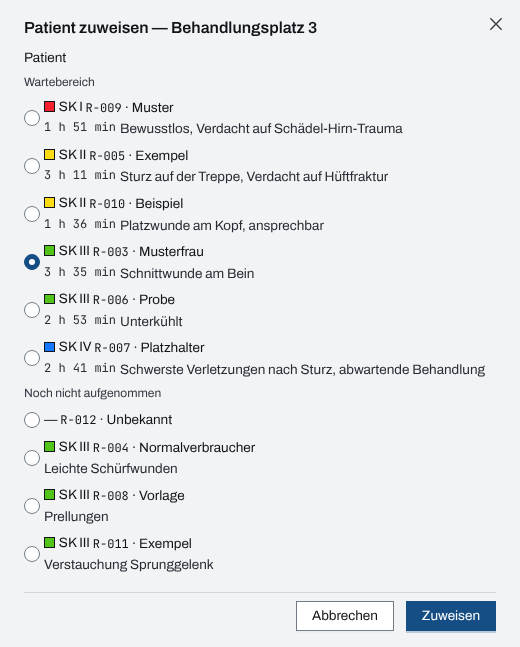 Patient zuweisen — Behandlungsplatz 3
Patient
Wartebereich
SK I R-009 · Muster
1 h 51 min Bewusstlos, Verdacht auf Schädel-Hirn-Trauma
SK II R-005 · Exempel
3 h 11 min Sturz auf der Treppe, Verdacht auf Hüftfraktur
SK II R-010 · Beispiel
1 h 36 min Platzwunde am Kopf, ansprechbar
SK III R-003 · Musterfrau
3 h 35 min Schnittwunde am Bein
SK III R-006 · Probe
2 h 53 min Unterkühlt
SK IV R-007 · Platzhalter
2 h 41 min Schwerste Verletzungen nach Sturz, abwartende Behandlung
Noch nicht aufgenommen
— R-012 · Unbekannt
SK III R-004 · Normalverbraucher
Leichte Schürfwunden
SK III R-008 · Vorlage
Prellungen
SK III R-011 · Exempel
Verstauchung Sprunggelenk
Abbrechen Zuweisen